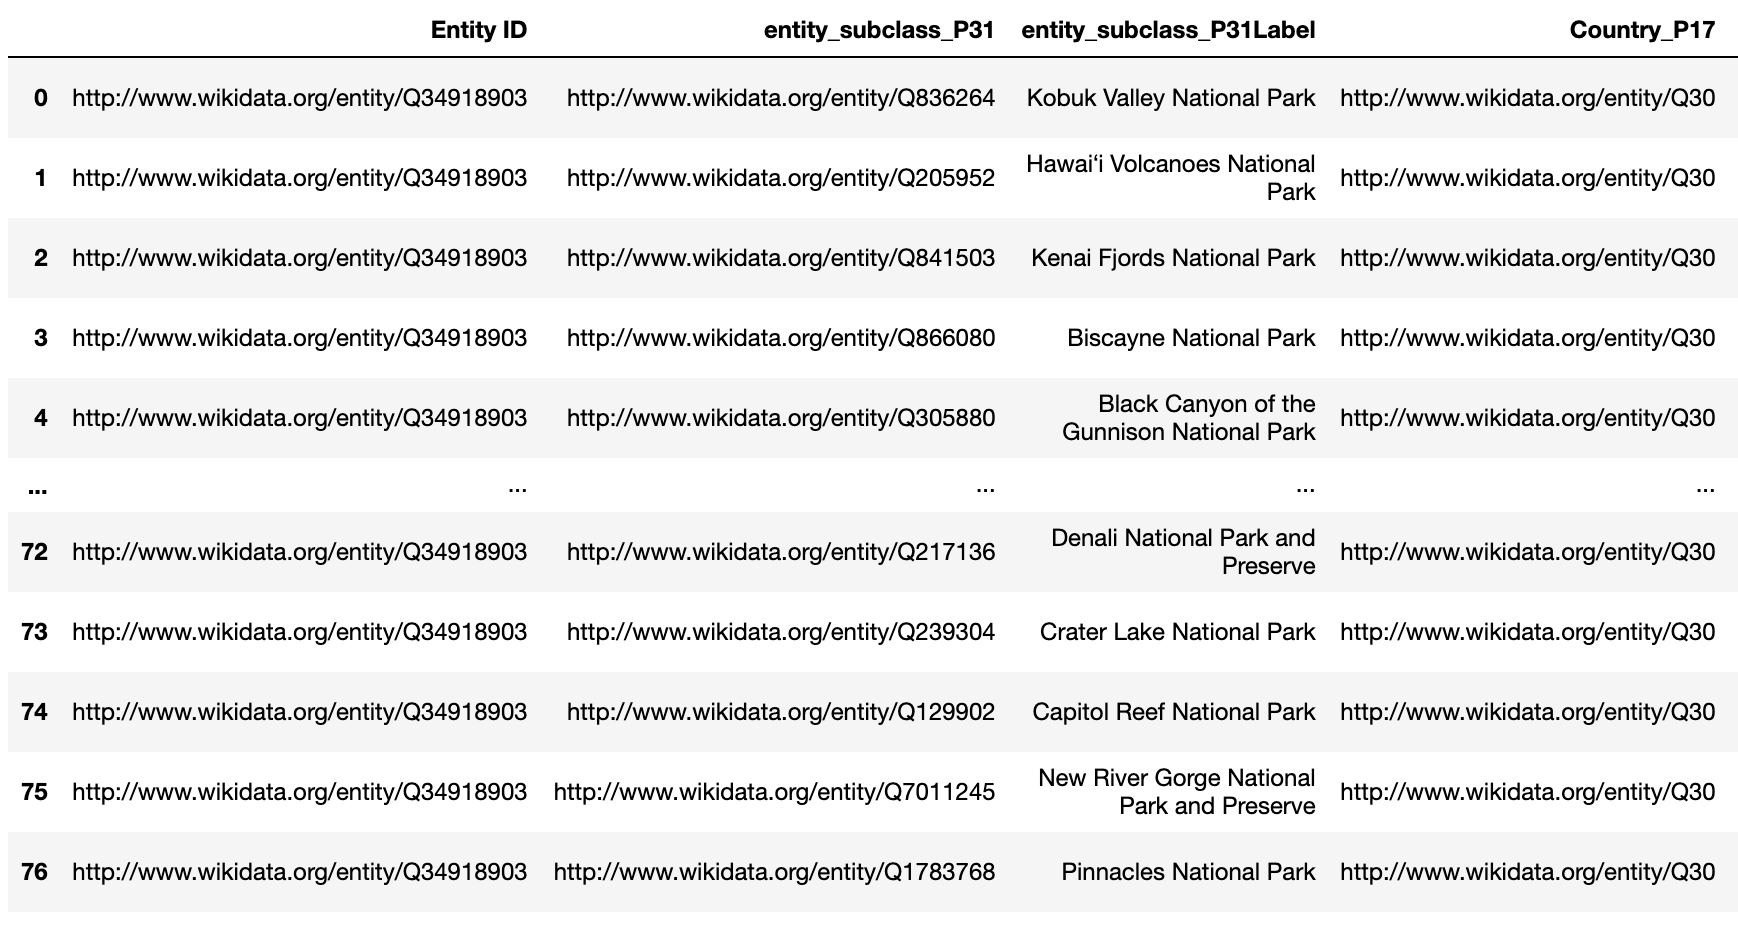 Entity ID entity_subclass_P31 entity_subclass_P31Label Country_P17
0 http://www.wikidata.org/entity/Q34918903 http://www.wikidata.org/entity/Q836264 Kobuk Valley National Park http://www.wikidata.org/entity/Q30
1 http://www.wikidata.org/entity/Q34918903 http://www.wikidata.org/entity/Q205952 Hawaiʻi Volcanoes National
Park http://www.wikidata.org/entity/Q30
2 http://www.wikidata.org/entity/Q34918903 http://www.wikidata.org/entity/Q841503 Kenai Fjords National Park http://www.wikidata.org/entity/Q30
3 http://www.wikidata.org/entity/Q34918903 http://www.wikidata.org/entity/Q866080 Biscayne National Park http://www.wikidata.org/entity/Q30
4 http://www.wikidata.org/entity/Q34918903 http://www.wikidata.org/entity/Q305880 Black Canyon of the
Gunnison National Park http://www.wikidata.org/entity/Q30
... ... ... ... ...
72 http://www.wikidata.org/entity/Q34918903 http://www.wikidata.org/entity/Q217136 Denali National Park and
Preserve http://www.wikidata.org/entity/Q30
73 http://www.wikidata.org/entity/Q34918903 http://www.wikidata.org/entity/Q239304 Crater Lake National Park http://www.wikidata.org/entity/Q30
74 http://www.wikidata.org/entity/Q34918903 http://www.wikidata.org/entity/Q129902 Capitol Reef National Park http://www.wikidata.org/entity/Q30
75 http://www.wikidata.org/entity/Q34918903 http://www.wikidata.org/entity/Q7011245 New River Gorge National
Park and Preserve http://www.wikidata.org/entity/Q30
76 http://www.wikidata.org/entity/Q34918903 http://www.wikidata.org/entity/Q1783768 Pinnacles National Park http://www.wikidata.org/entity/Q30